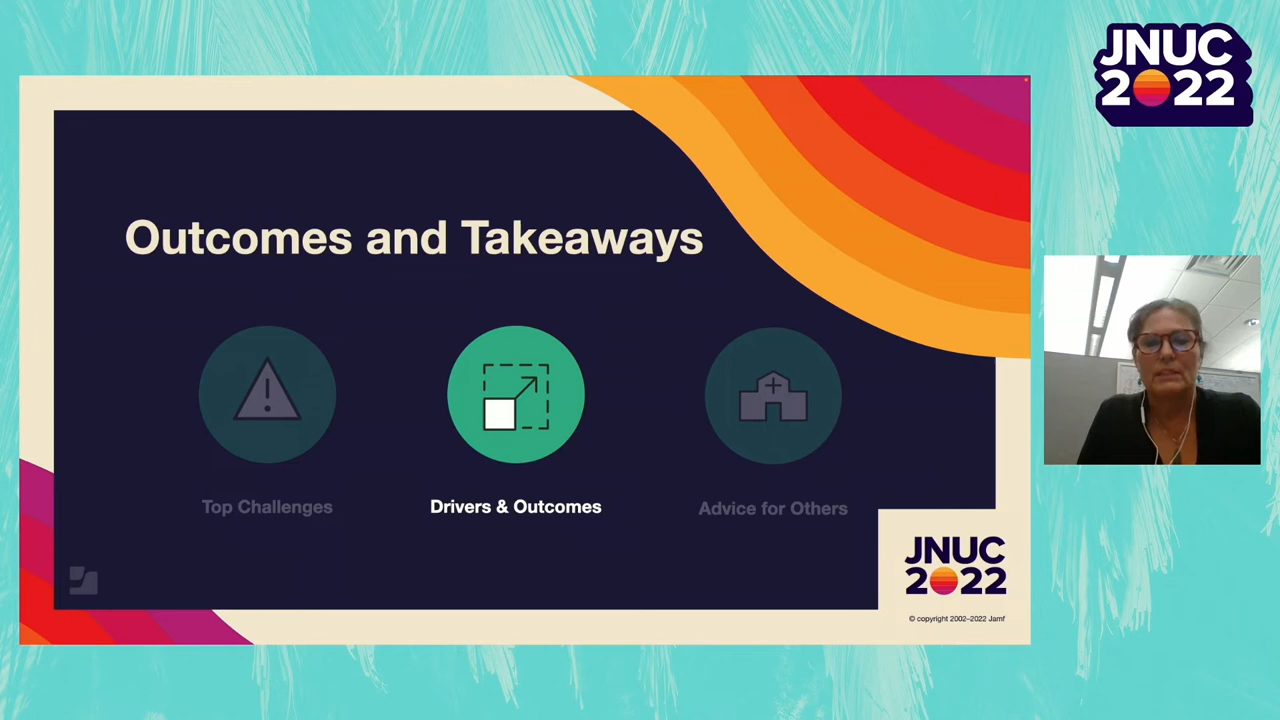 JNUC
2022
Outcomes and Takeaways
Top Challenges
Drivers & Outcomes
Advice for Others
JNUC
2022
© copyright 2002–2022 Jamf